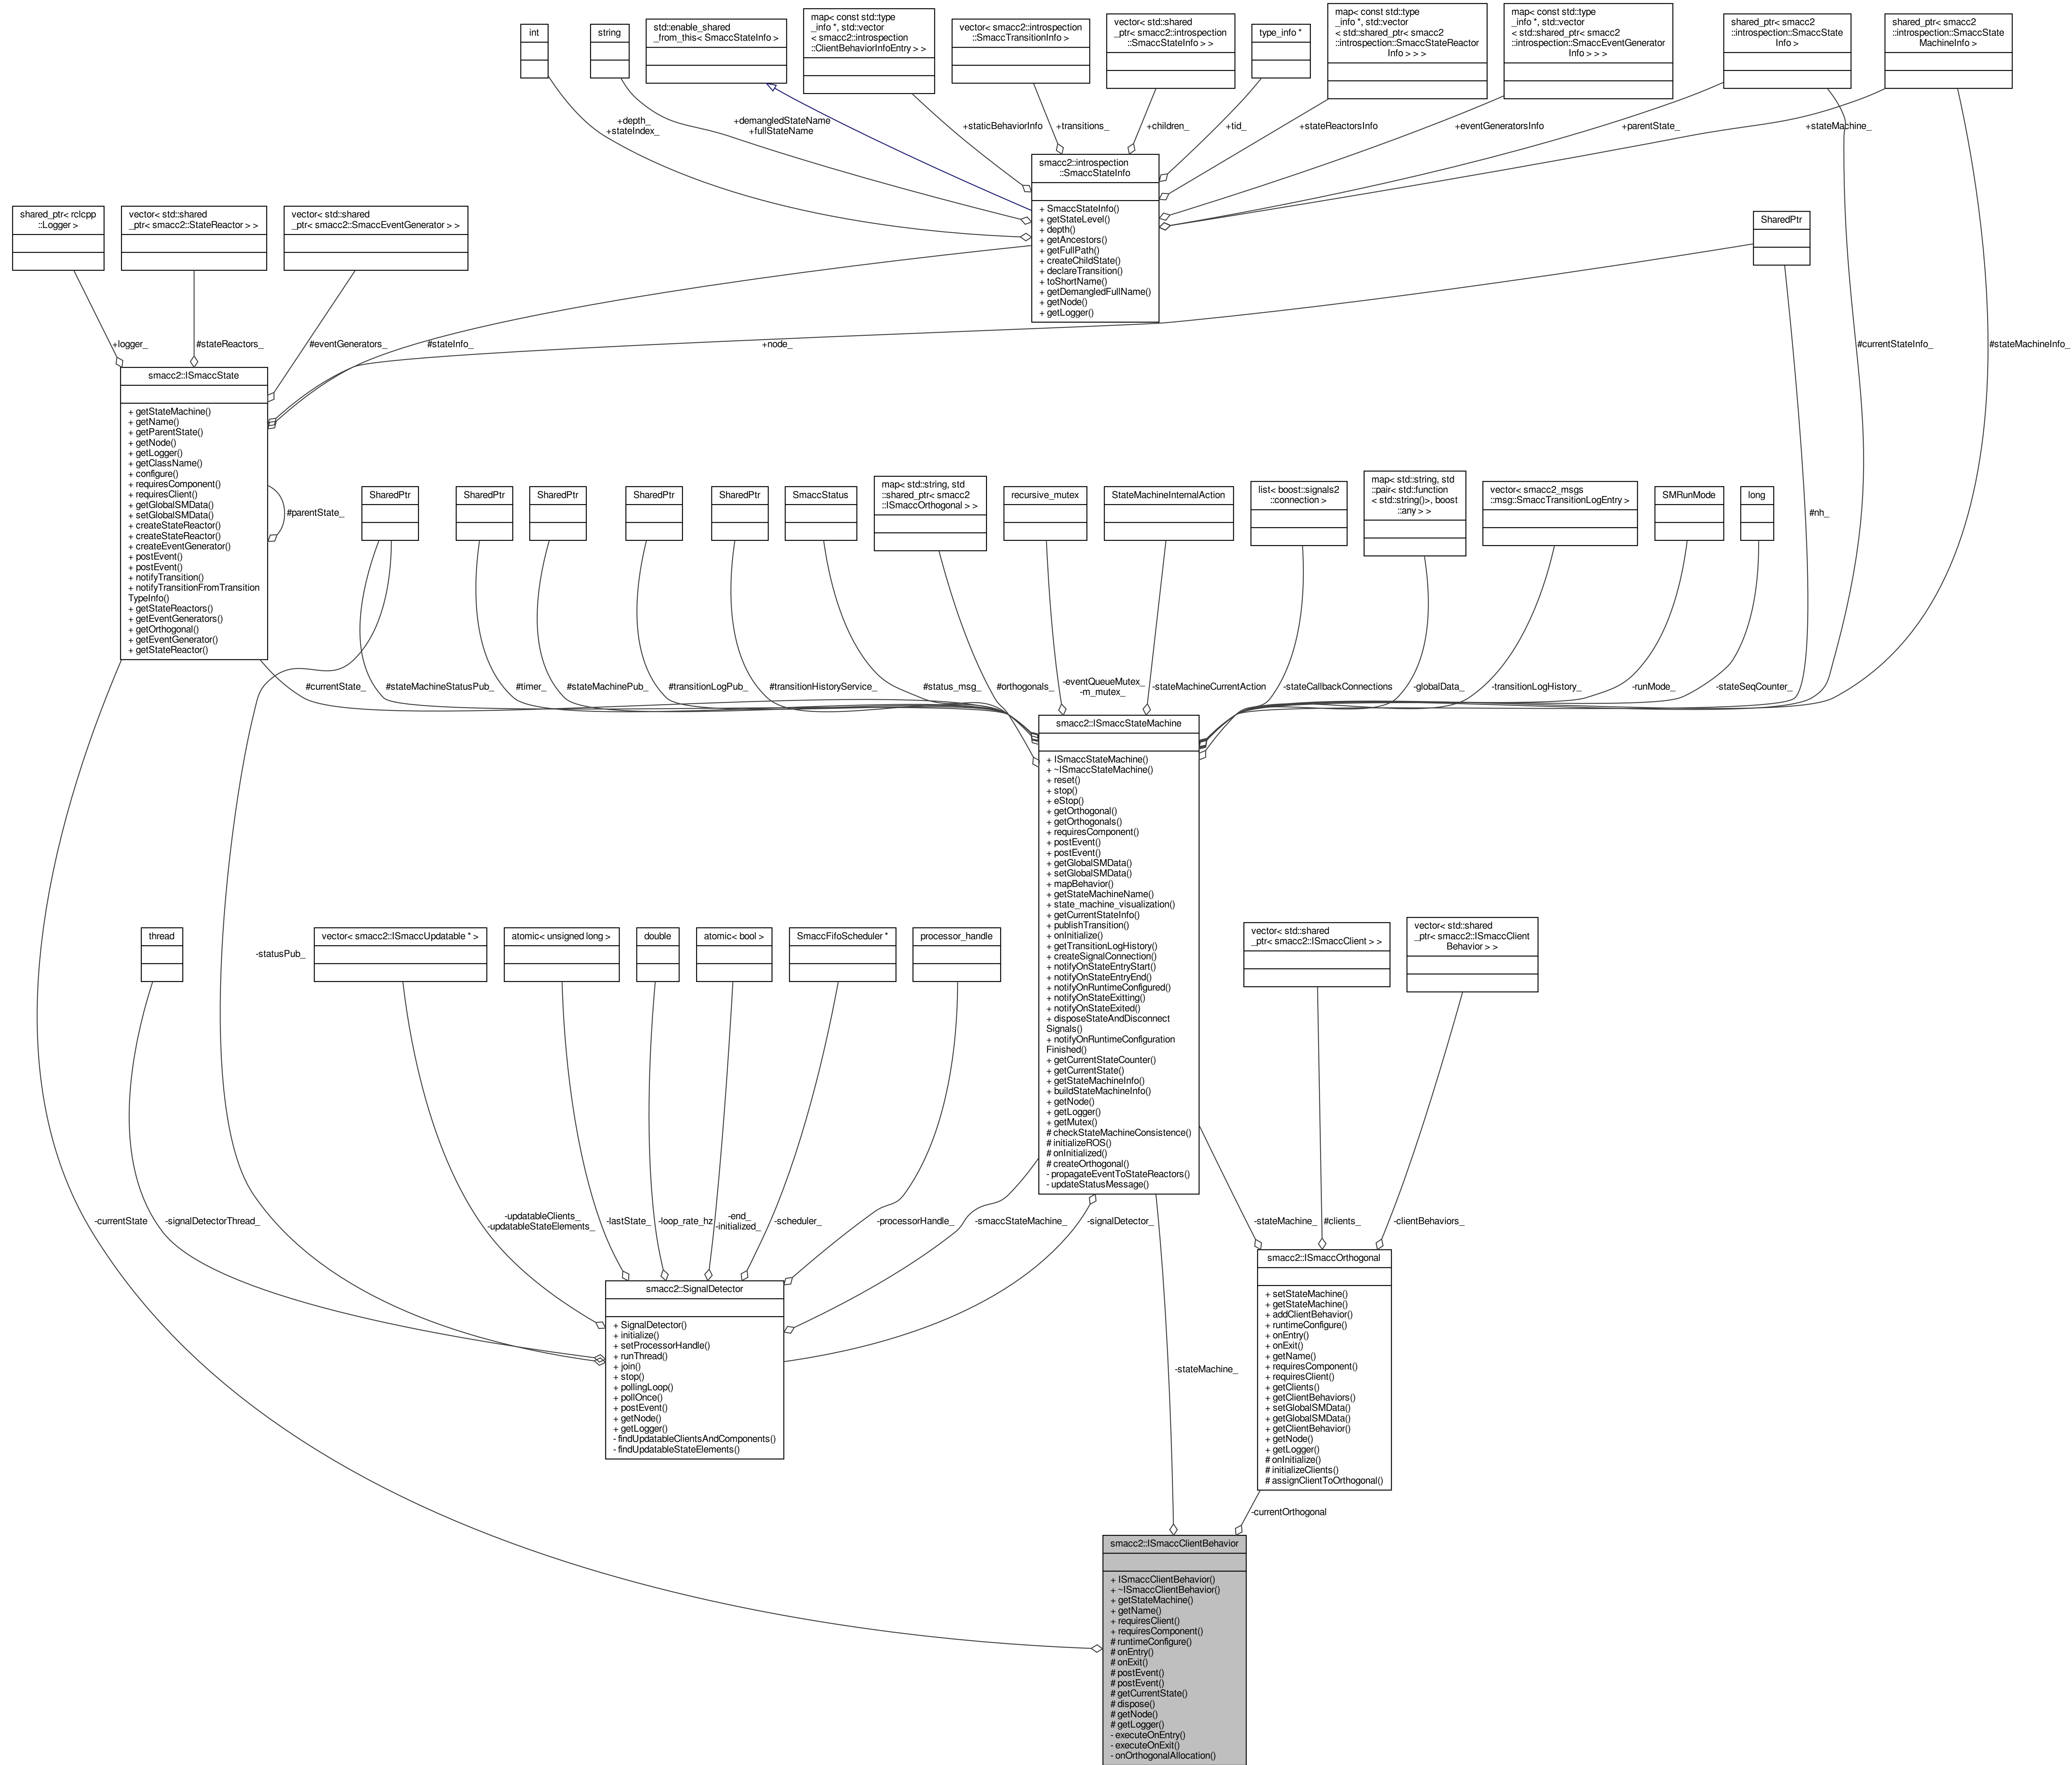 int
string
std::enable_shared
_from_this< SmaccStateInfo >
map< const std::type
_info *, std::vector
< smacc2::introspection
::ClientBehaviorInfoEntry > >
vector< smacc2::introspection
::SmaccTransitionInfo >
vector< std::shared
_ptr< smacc2::introspection
::SmaccStateInfo > >
type_info *
map< const std::type
_info *, std::vector
< std::shared_ptr< smacc2
::introspection::SmaccStateReactor
Info > > >
map< const std::type
_info *, std::vector
< std::shared_ptr< smacc2
::introspection::SmaccEventGenerator
Info > > >
shared_ptr< smacc2
::introspection::SmaccState
Info >
shared_ptr< smacc2
::introspection::SmaccState
MachineInfo >
+depth_
+stateIndex_
+demangledStateName
+fullStateName
+staticBehaviorInfo
+transitions_
+children_
+tid_
+stateReactorsInfo
+eventGeneratorsInfo
+parentState_
+stateMachine_
smacc2::introspection
::SmaccStateInfo
+ SmaccStateInfo()
+ getStateLevel()
+ depth()
+ getAncestors()
+ getFullPath()
+ createChildState()
+ declareTransition()
+ toShortName()
+ getDemangledFullName()
+ getNode()
+ getLogger()
shared_ptr< rclcpp
::Logger >
vector< std::shared
_ptr< smacc2::StateReactor > >
vector< std::shared
_ptr< smacc2::SmaccEventGenerator > >
SharedPtr
+logger_
#stateReactors_
#eventGenerators_
#stateInfo_
+node_
#currentStateInfo_
#stateMachineInfo_
smacc2::ISmaccState
+ getStateMachine()
+ getName()
+ getParentState()
+ getNode()
+ getLogger()
+ getClassName()
+ configure()
+ requiresComponent()
+ requiresClient()
+ getGlobalSMData()
+ setGlobalSMData()
+ createStateReactor()
+ createStateReactor()
+ createEventGenerator()
+ postEvent()
+ postEvent()
+ notifyTransition()
+ notifyTransitionFromTransition
TypeInfo()
+ getStateReactors()
+ getEventGenerators()
+ getOrthogonal()
+ getEventGenerator()
+ getStateReactor()
#parentState_
SharedPtr
SharedPtr
SharedPtr
SharedPtr
SharedPtr
SmaccStatus
map< std::string, std
::shared_ptr< smacc2
::ISmaccOrthogonal > >
recursive_mutex
StateMachineInternalAction
list< boost::signals2
::connection >
map< std::string, std
::pair< std::function
< std::string()>, boost
::any > >
vector< smacc2_msgs
::msg::SmaccTransitionLogEntry >
SMRunMode
long
#nh_
#currentState_
#stateMachineStatusPub_
#timer_
#stateMachinePub_
#transitionLogPub_
#transitionHistoryService_
#status_msg_
#orthogonals_
-eventQueueMutex_
-m_mutex_
-stateMachineCurrentAction
-stateCallbackConnections
-globalData_
-transitionLogHistory_
-runMode_
-stateSeqCounter_
smacc2::ISmaccStateMachine
+ ISmaccStateMachine()
+ ~ISmaccStateMachine()
+ reset()
+ stop()
+ eStop()
+ getOrthogonal()
+ getOrthogonals()
+ requiresComponent()
+ postEvent()
+ postEvent()
+ getGlobalSMData()
+ setGlobalSMData()
+ mapBehavior()
+ getStateMachineName()
+ state_machine_visualization()
+ getCurrentStateInfo()
+ publishTransition()
+ onInitialize()
+ getTransitionLogHistory()
+ createSignalConnection()
+ notifyOnStateEntryStart()
+ notifyOnStateEntryEnd()
+ notifyOnRuntimeConfigured()
+ notifyOnStateExitting()
+ notifyOnStateExited()
+ disposeStateAndDisconnect
Signals()
+ notifyOnRuntimeConfiguration
Finished()
+ getCurrentStateCounter()
+ getCurrentState()
+ getStateMachineInfo()
+ buildStateMachineInfo()
+ getNode()
+ getLogger()
+ getMutex()
# checkStateMachineConsistence()
# initializeROS()
# onInitialized()
# createOrthogonal()
- propagateEventToStateReactors()
- updateStatusMessage()
thread
-statusPub_
vector< smacc2::ISmaccUpdatable * >
atomic< unsigned long >
double
atomic< bool >
SmaccFifoScheduler *
processor_handle
vector< std::shared
_ptr< smacc2::ISmaccClient > >
vector< std::shared
_ptr< smacc2::ISmaccClient
Behavior > >
-currentState
-signalDetectorThread_
-updatableClients_
-updatableStateElements_
-lastState_
-loop_rate_hz
-end_
-initialized_
-scheduler_
-processorHandle_
-smaccStateMachine_
-signalDetector_
-stateMachine_
#clients_
-clientBehaviors_
smacc2::SignalDetector
+ SignalDetector()
+ initialize()
+ setProcessorHandle()
+ runThread()
+ join()
+ stop()
+ pollingLoop()
+ pollOnce()
+ postEvent()
+ getNode()
+ getLogger()
- findUpdatableClientsAndComponents()
- findUpdatableStateElements()
smacc2::ISmaccOrthogonal
+ setStateMachine()
+ getStateMachine()
+ addClientBehavior()
+ runtimeConfigure()
+ onEntry()
+ onExit()
+ getName()
+ requiresComponent()
+ requiresClient()
+ getClients()
+ getClientBehaviors()
+ setGlobalSMData()
+ getGlobalSMData()
+ getClientBehavior()
+ getNode()
+ getLogger()
# onInitialize()
# initializeClients()
# assignClientToOrthogonal()
-stateMachine_
-currentOrthogonal
smacc2::ISmaccClientBehavior
+ ISmaccClientBehavior()
+ ~ISmaccClientBehavior()
+ getStateMachine()
+ getName()
+ requiresClient()
+ requiresComponent()
# runtimeConfigure()
# onEntry()
# onExit()
# postEvent()
# postEvent()
# getCurrentState()
# dispose()
# getNode()
# getLogger()
- executeOnEntry()
- executeOnExit()
- onOrthogonalAllocation()